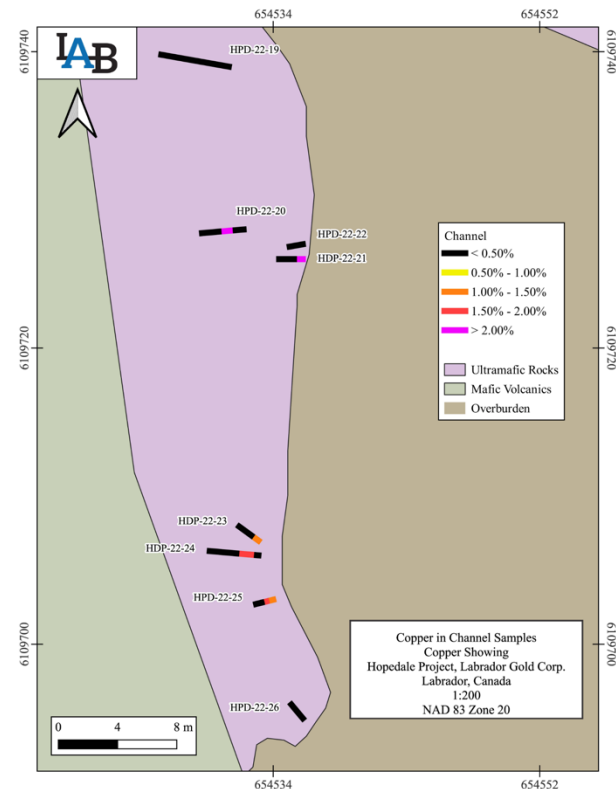 654534
654552
6109740
LAB
HPD-22-19
6109740
HPD-22-20
HPD-22-22
HDP-22-21
Channel
< 0.50%
0.50% - 1.00%
1.00% - 1.50%
1.50% - 2.00%
> 2.00%
Ultramafic Rocks
Mafic Volcanics
Overburden
6109720
6109720
HDP-22-23
HDP-22-24
HPD-22-25
6109700
6109700
Copper in Channel Samples
Copper Showing
Hopedale Project, Labrador Gold Corp.
Labrador, Canada
1:200
NAD 83 Zone 20
HPD-22-26
0 4 8 m
654534
654552